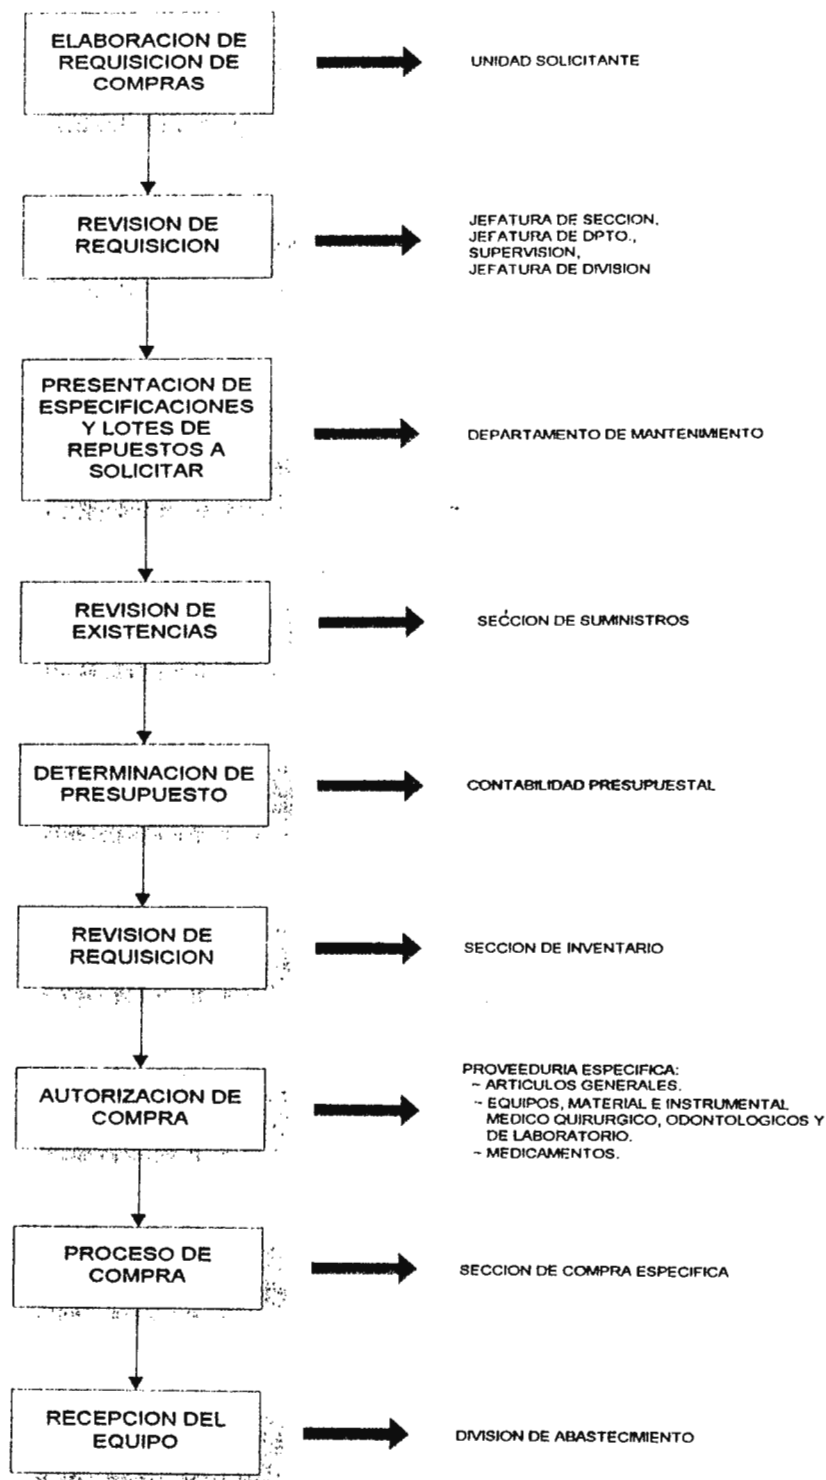 ELABORACION DE
REQUISICION DE
COMPRAS
UNIDAD SOLICITANTE
REVISION DE
REQUISICION
JEFATURA DE SECCION,
JEFATURA DE DPTO.,
SUPERVISION,
JEFATURA DE DIVISION
PRESENTACION DE
ESPECIFICACIONES
Y LOTES DE
REPUESTOS A
SOLICITAR
DEPARTAMENTO DE MANTENIMIENTO
REVISION DE
EXISTENCIAS
SECCION DE SUMINISTROS
DETERMINACION DE
PRESUPUESTO
CONTABILIDAD PRESUPUESTAL
REVISION DE
REQUISICION
SECCION DE INVENTARIO
AUTORIZACION DE
COMPRA
PROVEEDURIA ESPECIFICA:
~ ARTICULOS GENERALES.
~ EQUIPOS, MATERIAL E INSTRUMENTAL
MEDICO QUIRURGICO, ODONTOLOGICOS Y
DE LABORATORIO.
~ MEDICAMENTOS.
PROCESO DE
COMPRA
SECCION DE COMPRA ESPECIFICA
RECEPCION DEL
EQUIPO
DIVISION DE ABASTECIMIENTO